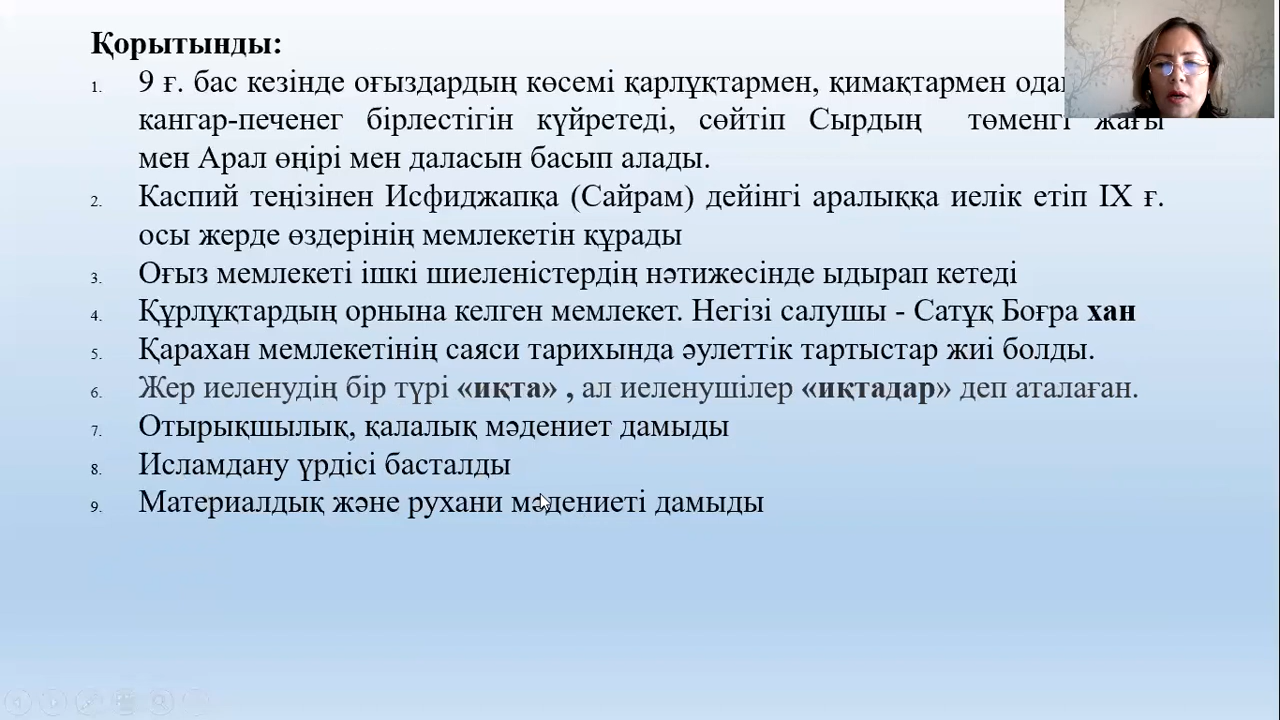 Қорытынды:
1. 9 ғ. бас кезінде оғыздардың көсемі қарлұқтармен, қимақтармен
кангар-печенег бірлестігін күйретеді, сөйтіп Сырдың төменгі жағы
мен Арал өңірі мен даласын басып алады.
2. Каспий теңізінен Исфиджапқа (Сайрам) дейінгі аралыққа иелік етіп IX ғ.
осы жерде өздерінің мемлекетін құрады
3. Оғыз мемлекеті ішкі шиеленістердің нәтижесінде ыдырап кетеді
4. Құрлұқтардың орнына келген мемлекет. Негізі салушы - Сатұқ Боғра хан
5. Қарахан мемлекетінің саяси тарихында әулеттік тартыстар жиі болды.
6. Жер иеленудің бір түрі «иқта» , ал иеленушілер «иқтадар» деп аталаған.
7. Отырықшылық, қалалық мәдениет дамыды
8. Исламдану үрдісі басталды
9. Материалдық және рухани мәдениеті дамыды